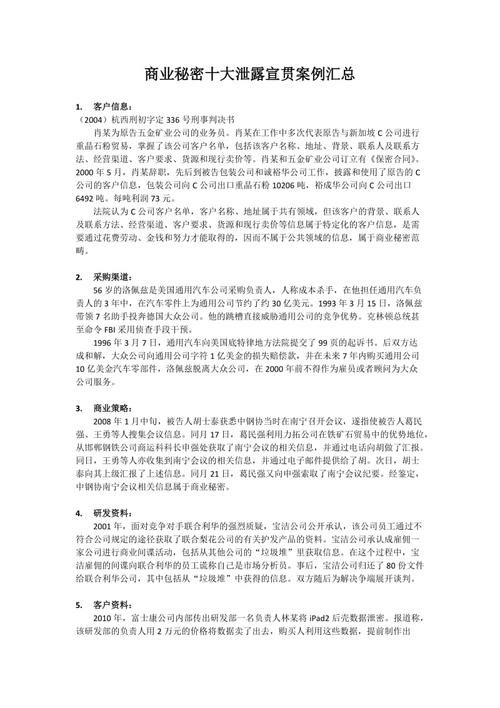 商业秘密十大泄露宣贯案例汇总
1. 客户信息：
（2004）杭西刑初字定 336 号刑事判决书
肖某为原告五金矿业公司的业务员。肖某在工作中多次代表原告与新加坡 C 公司进行
重晶石粉贸易，掌握了该公司客户名单，包括该客户名称、地址、背景、联系人及联系方
法、经营渠道、客户要求、货源和现行卖价等。肖某和五金矿业公司订立有《保密合同》。
2000 年 5 月，肖某辞职，先后到被告包装公司和诚裕华公司工作，披露和使用了原告的 C
公司的客户信息，包装公司向 C 公司出口重晶石粉 10206 吨，裕成华公司向 C 公司出口
6492 吨。每吨利润 73 元。
法院认为 C 公司客户名单，客户名称、地址属于共有领域，但该客户的背景、联系人
及联系方法、经营渠道、客户要求、货源和现行卖价等信息属于特定化的客户信息，是需
要通过花费劳动、金钱和努力才能取得的，因而不属于公共领域的信息，属于商业秘密范
畴。
2. 采购渠道：
56 岁的洛佩兹是美国通用汽车公司采购负责人，人称成本杀手，在他担任通用汽车负
责人的 3 年中，在汽车零件上为通用公司节约了约 30 亿美元。1993 年 3 月 15 日，洛佩兹
带领 7 名助手投奔德国大众公司。他的跳槽直接威胁通用公司的竞争优势。克林顿总统甚
至命令 FBI 采用侦查手段干预。
1996 年 3 月 7 日，通用汽车向美国底特律地方法院提交了 99 页的起诉书。后双方达
成和解，大众公司向通用公司字符 1 亿美金的损失赔偿款，并在未来 7 年内购买通用公司
10 亿美金汽车零部件，洛佩兹脱离大众公司，在 2000 年前不得作为雇员或者顾问为大众
公司服务。
3. 商业策略：
2008 年 1 月中旬，被告人胡士泰获悉中钢协当时在南宁召开会议，遂指使被告人葛民
强、王勇等人搜集会议信息。同月 17 日，葛民强利用力拓公司在铁矿石贸易中的优势地位，
从邯郸钢铁公司商运科科长申强处获取了南宁会议的相关信息，并通过电话向胡做了汇报。
同日，王勇等人亦收集到南宁会议的相关信息，并通过电子邮件提供给了胡。次日，胡士
泰向其上级汇报了上述信息。同月 21 日，葛民强又向申强索取了南宁会议纪要。经鉴定，
中钢协南宁会议相关信息属于商业秘密。
4. 研发资料：
2001 年，面对竞争对手联合利华的强烈质疑，宝洁公司公开承认，该公司员工通过不
符合公司规定的途径获取了联合梨花公司的有关护发产品的资料。宝洁公司承认成雇佣一
家公司进行商业间谍活动，包括从其他公司的“垃圾堆”里获取信息。在这个过程中，宝
洁雇佣的间谍向联合利华的员工谎称自己是市场分析员。事后，宝洁公司归还了 80 份文件
给联合利华公司，其中包括从“垃圾堆”中获得的信息。双方随后为解决争端展开谈判。
5. 客户资料：
2010 年，富士康公司内部传出研发部一名负责人林某将 iPad2 后壳数据泄密。报道称，
该研发部的负责人用 2 万元的价格将数据卖了出去，购买人利用这些数据，提前制作出